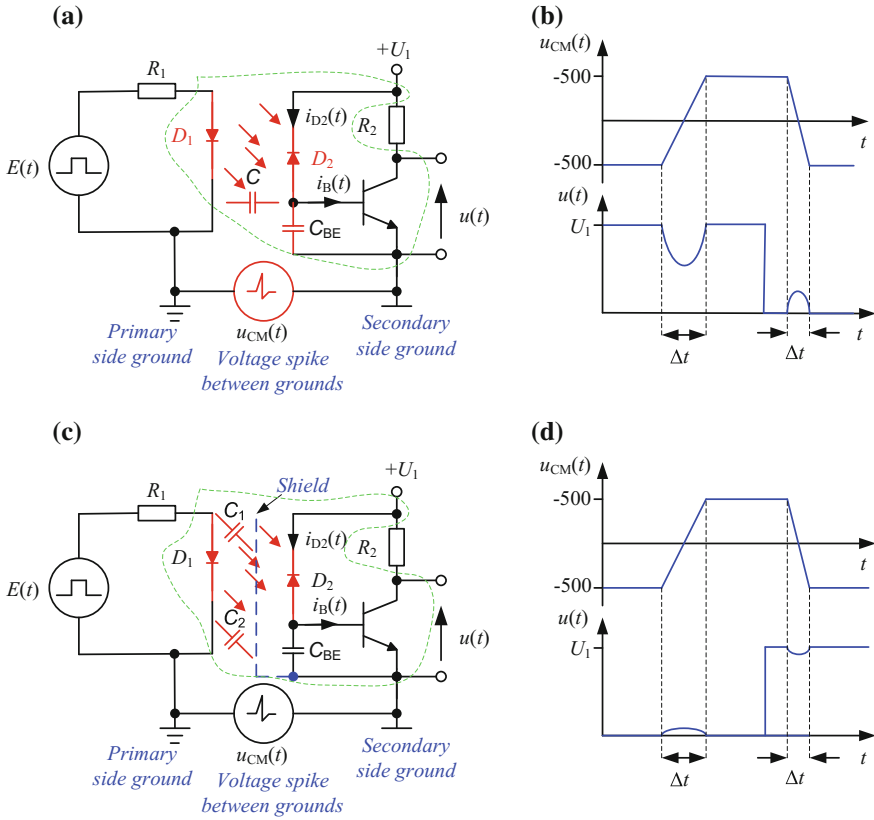 (a)
+U1
R1
iD2(t)
R2
D1
E(t)
D2
C
iB(t)
CBE
u(t)
uCM(t)
Primary
side ground
Voltage spike
between grounds
Secondary
side ground
(b)
uCM(t)
-500
t
-500
u(t)
U1
t
Δt
Δt
(c)
+U1
Shield
R1
C1
iD2(t)
R2
D1
E(t)
D2
C2
iB(t)
CBE
u(t)
uCM(t)
Primary
side ground
Voltage spike
between grounds
Secondary
side ground
(d)
uCM(t)
-500
t
-500
u(t)
U1
t
Δt
Δt